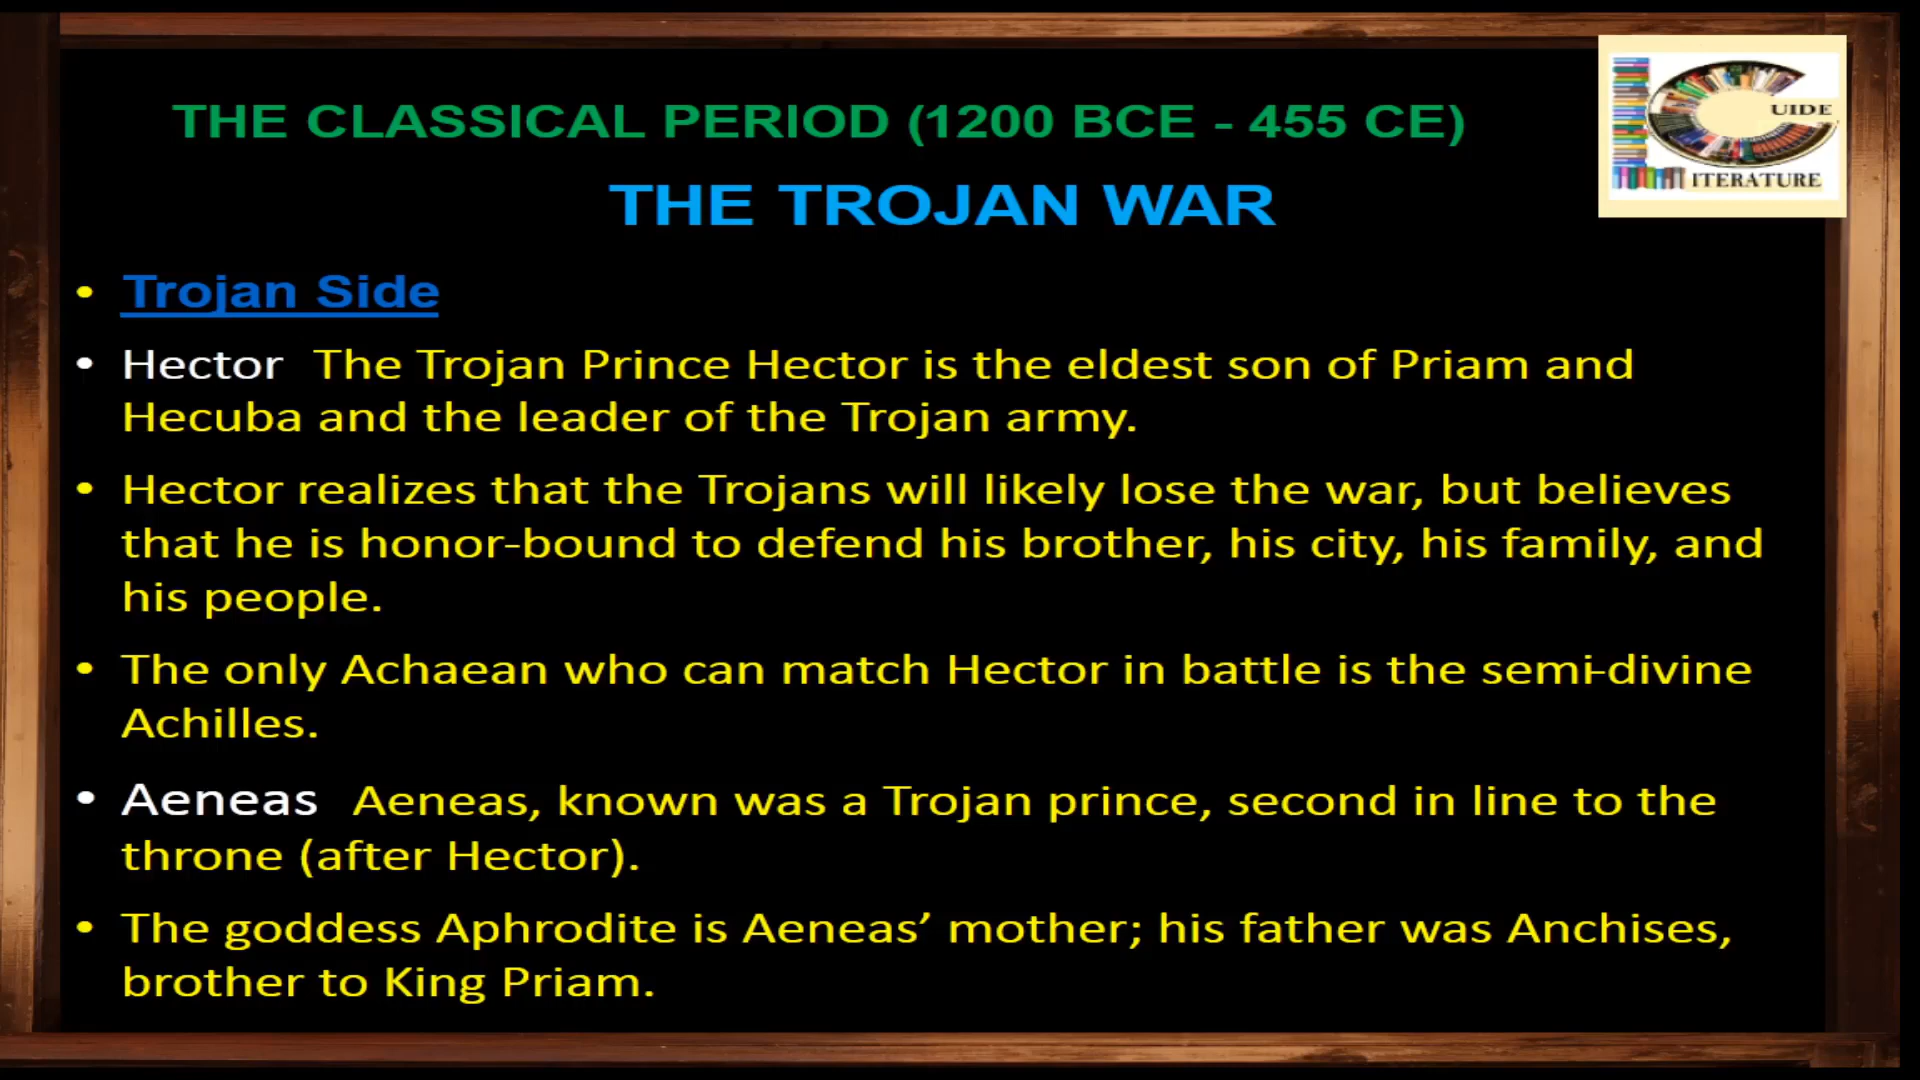 THE CLASSICAL PERIOD (1200 BCE - 455 CE)
UIDE
ITERATURE
THE TROJAN WAR
• Trojan Side
• Hector The Trojan Prince Hector is the eldest son of Priam and
Hecuba and the leader of the Trojan army.
• Hector realizes that the Trojans will likely lose the war, but believes
that he is honor-bound to defend his brother, his city, his family, and
his people.
• The only Achaean who can match Hector in battle is the semi-divine
Achilles.
• Aeneas Aeneas, known was a Trojan prince, second in line to the
throne (after Hector).
• The goddess Aphrodite is Aeneas’ mother; his father was Anchises,
brother to King Priam.